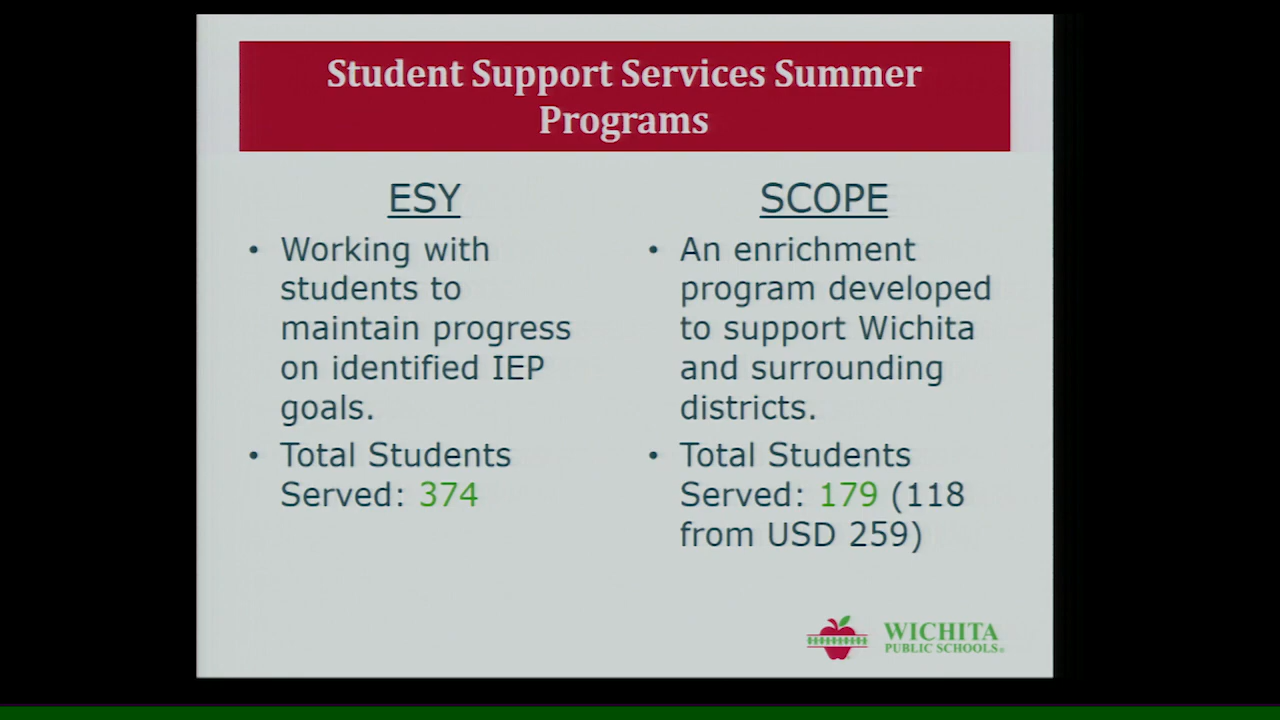 Student Support Services Summer
Programs
ESY
• Working with
students to
maintain progress
on identified IEP
goals.
• Total Students
Served: 374
SCOPE
• An enrichment
program developed
to support Wichita
and surrounding
districts.
• Total Students
Served: 179 (118
from USD 259)
WICHITA
PUBLIC SCHOOLS®